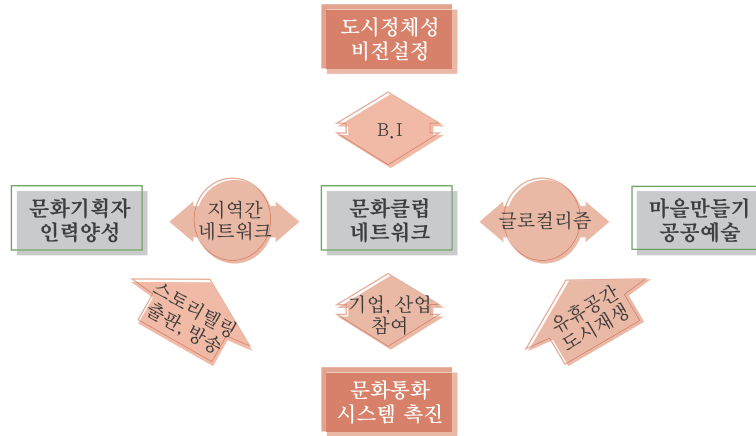 도시정체성
비전설정
B.I
문화기획자
인력양성
지역간
네트워크
문화클럽
네트워크
글로컬리즘
마을만들기
공공예술
스토리텔링
출판, 방송
기업, 산업
참여
유휴공간
도시재생
문화통화
시스템 촉진